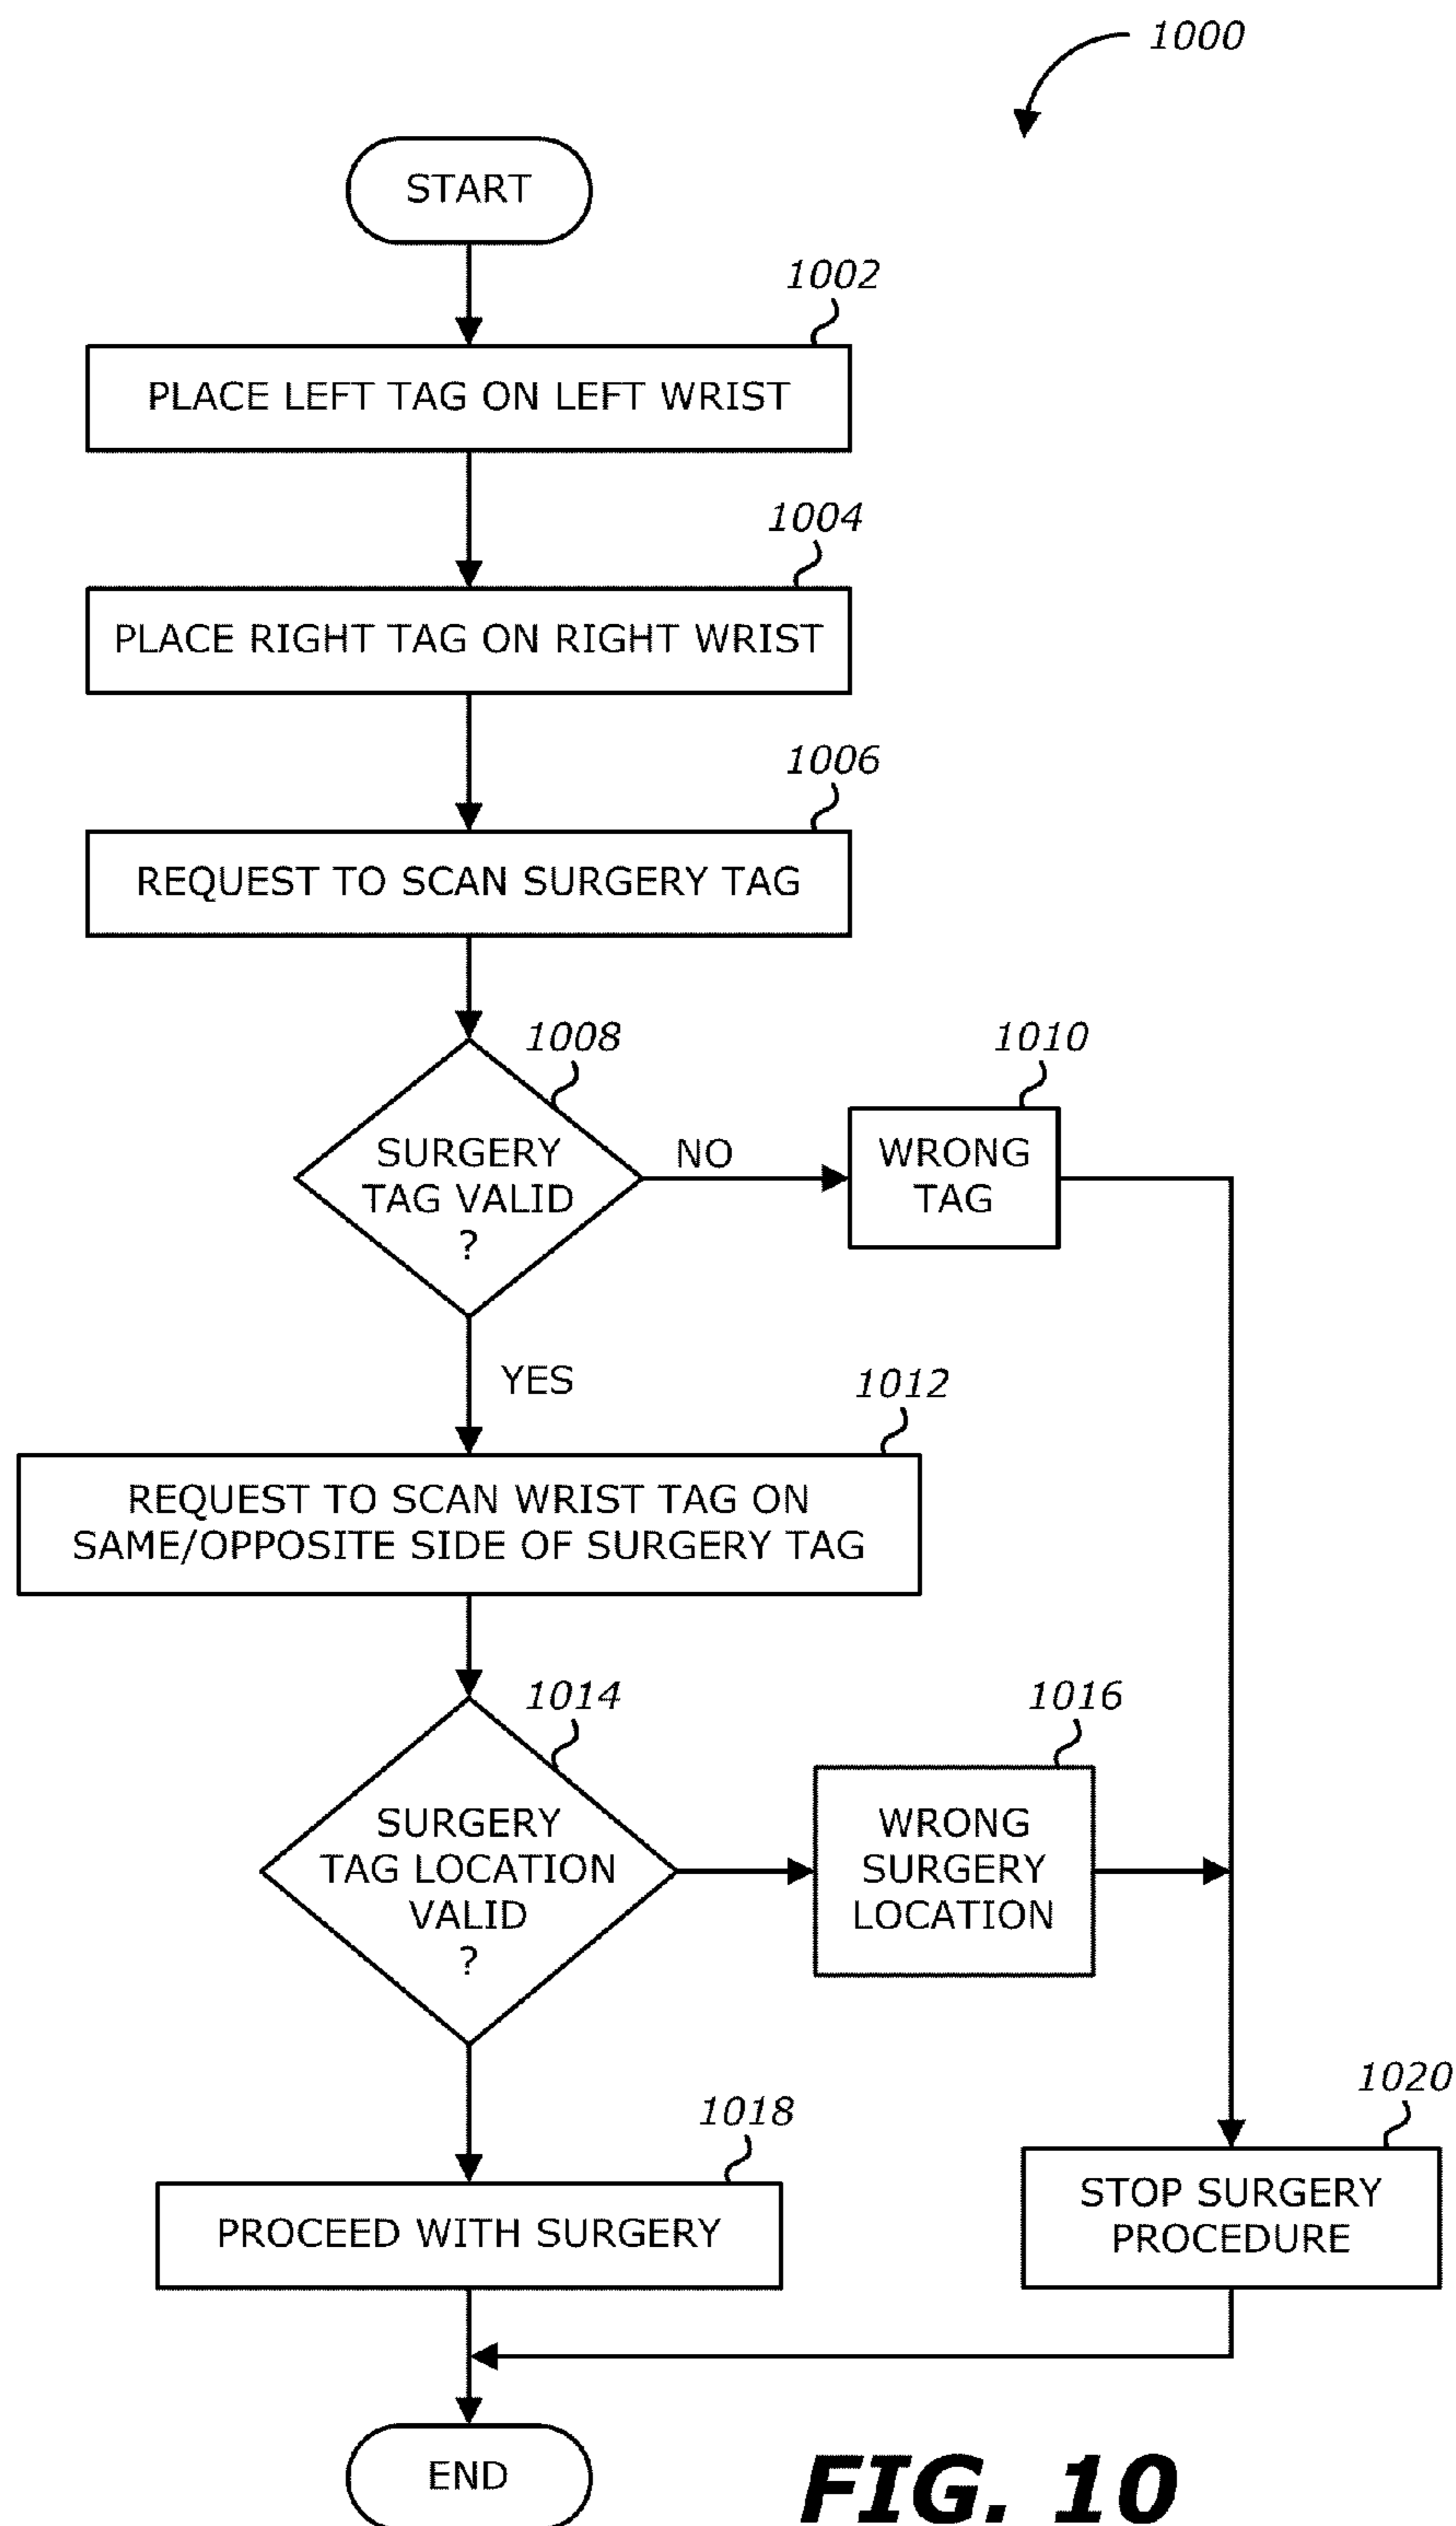 1000
START
1002
PLACE LEFT TAG ON LEFT WRIST
1004
PLACE RIGHT TAG ON RIGHT WRIST
1006
REQUEST TO SCAN SURGERY TAG
1008
SURGERY
TAG VALID
?
NO
1010
WRONG
TAG
YES
1012
REQUEST TO SCAN WRIST TAG ON
SAME/OPPOSITE SIDE OF SURGERY TAG
1014
SURGERY
TAG LOCATION
VALID
?
1016
WRONG
SURGERY
LOCATION
1018
PROCEED WITH SURGERY
1020
STOP SURGERY
PROCEDURE
END
FIG. 10